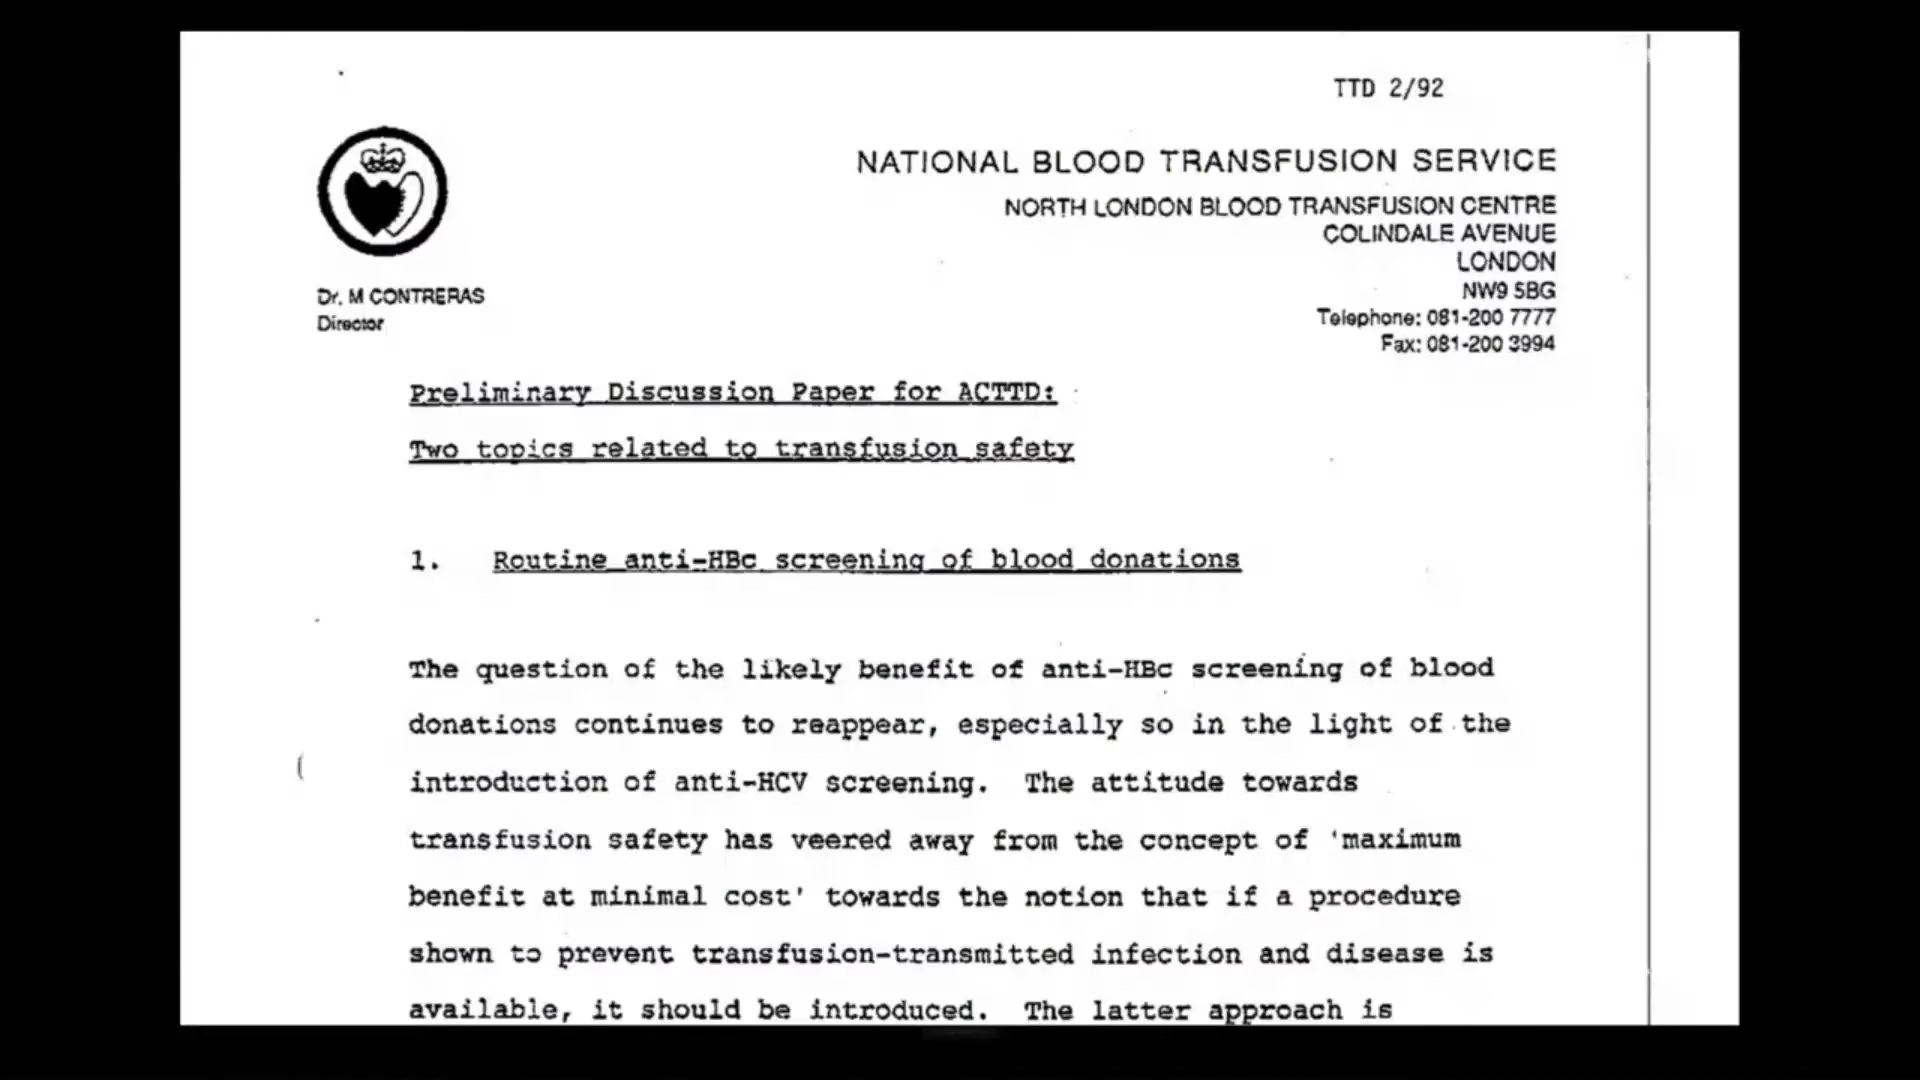 TTD 2/92
NATIONAL BLOOD TRANSFUSION SERVICE
NORTH LONDON BLOOD TRANSFUSION CENTRE
COLINDALE AVENUE
LONDON
NW9 5BG
Telephone: 081-200 7777
Fax: 081-200 3994
Dr. M CONTRERAS
Director
Preliminary Discussion Paper for ACTTD:
Two topics related to transfusion safety
1. Routine anti-HBc screening of blood donations
The question of the likely benefit of anti-HBc screening of blood
donations continues to reappear, especially so in the light of the
introduction of anti-HCV screening. The attitude towards
transfusion safety has veered away from the concept of 'maximum
benefit at minimal cost' towards the notion that if a procedure
shown to prevent transfusion-transmitted infection and disease is
available, it should be introduced. The latter approach is